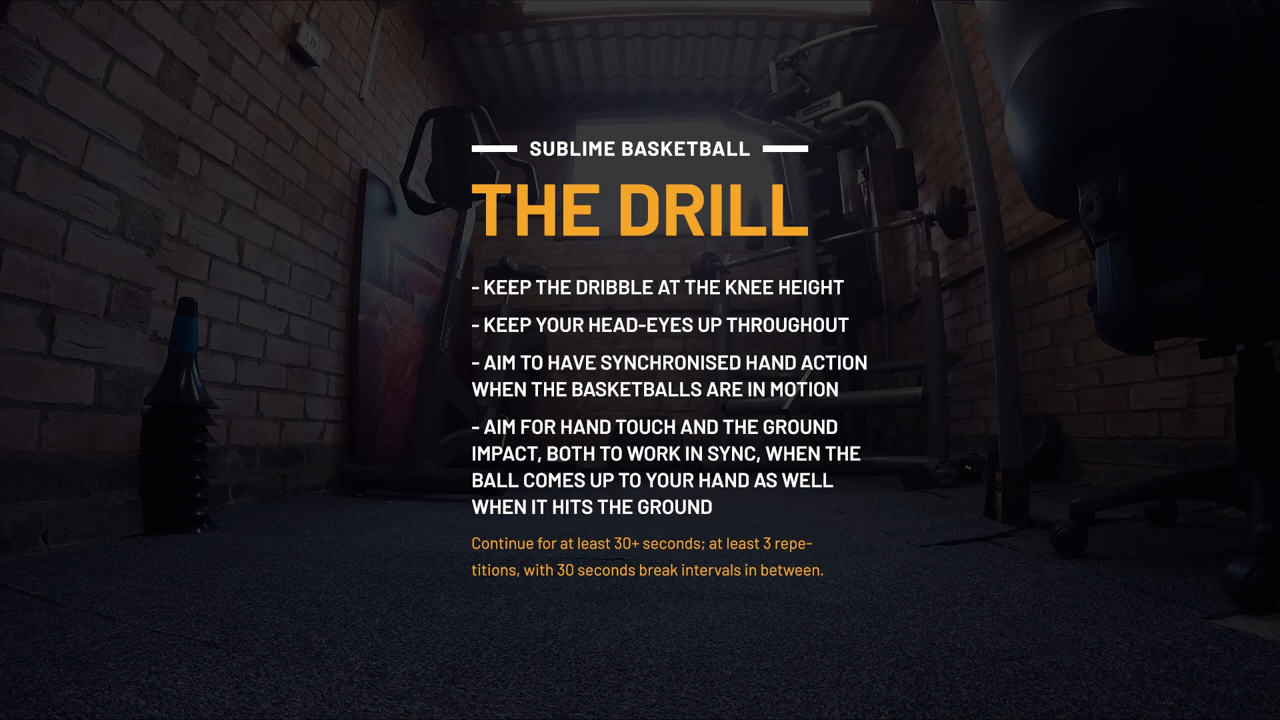 SUBLIME BASKETBALL
THE DRILL
- KEEP THE DRIBBLE AT THE KNEE HEIGHT
- KEEP YOUR HEAD-EYES UP THROUGHOUT
- AIM TO HAVE SYNCHRONISED HAND ACTION
WHEN THE BASKETBALLS ARE IN MOTION
- AIM FOR HAND TOUCH AND THE GROUND
IMPACT, BOTH TO WORK IN SYNC, WHEN THE
BALL COMES UP TO YOUR HAND AS WELL
WHEN IT HITS THE GROUND
Continue for at least 30+ seconds; at least 3 repe-
titions, with 30 seconds break intervals in between.